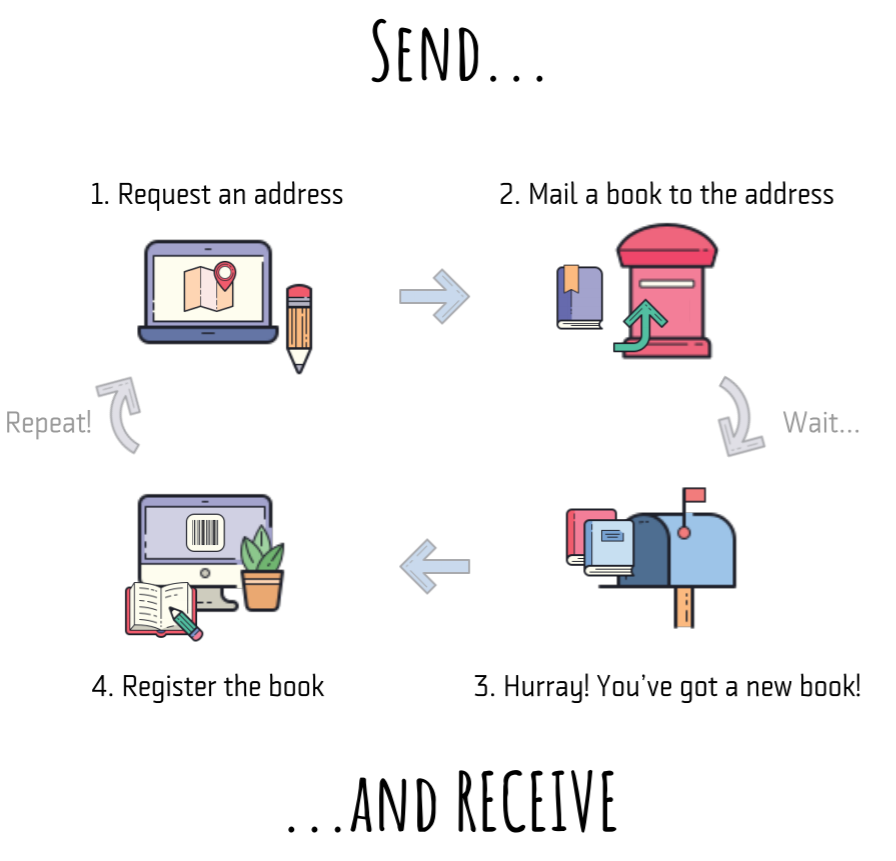 SEND...
1. Request an address
2. Mail a book to the address
Repeat!
Wait...
4. Register the book
3. Hurray! You've got a new book!
...AND RECEIVE